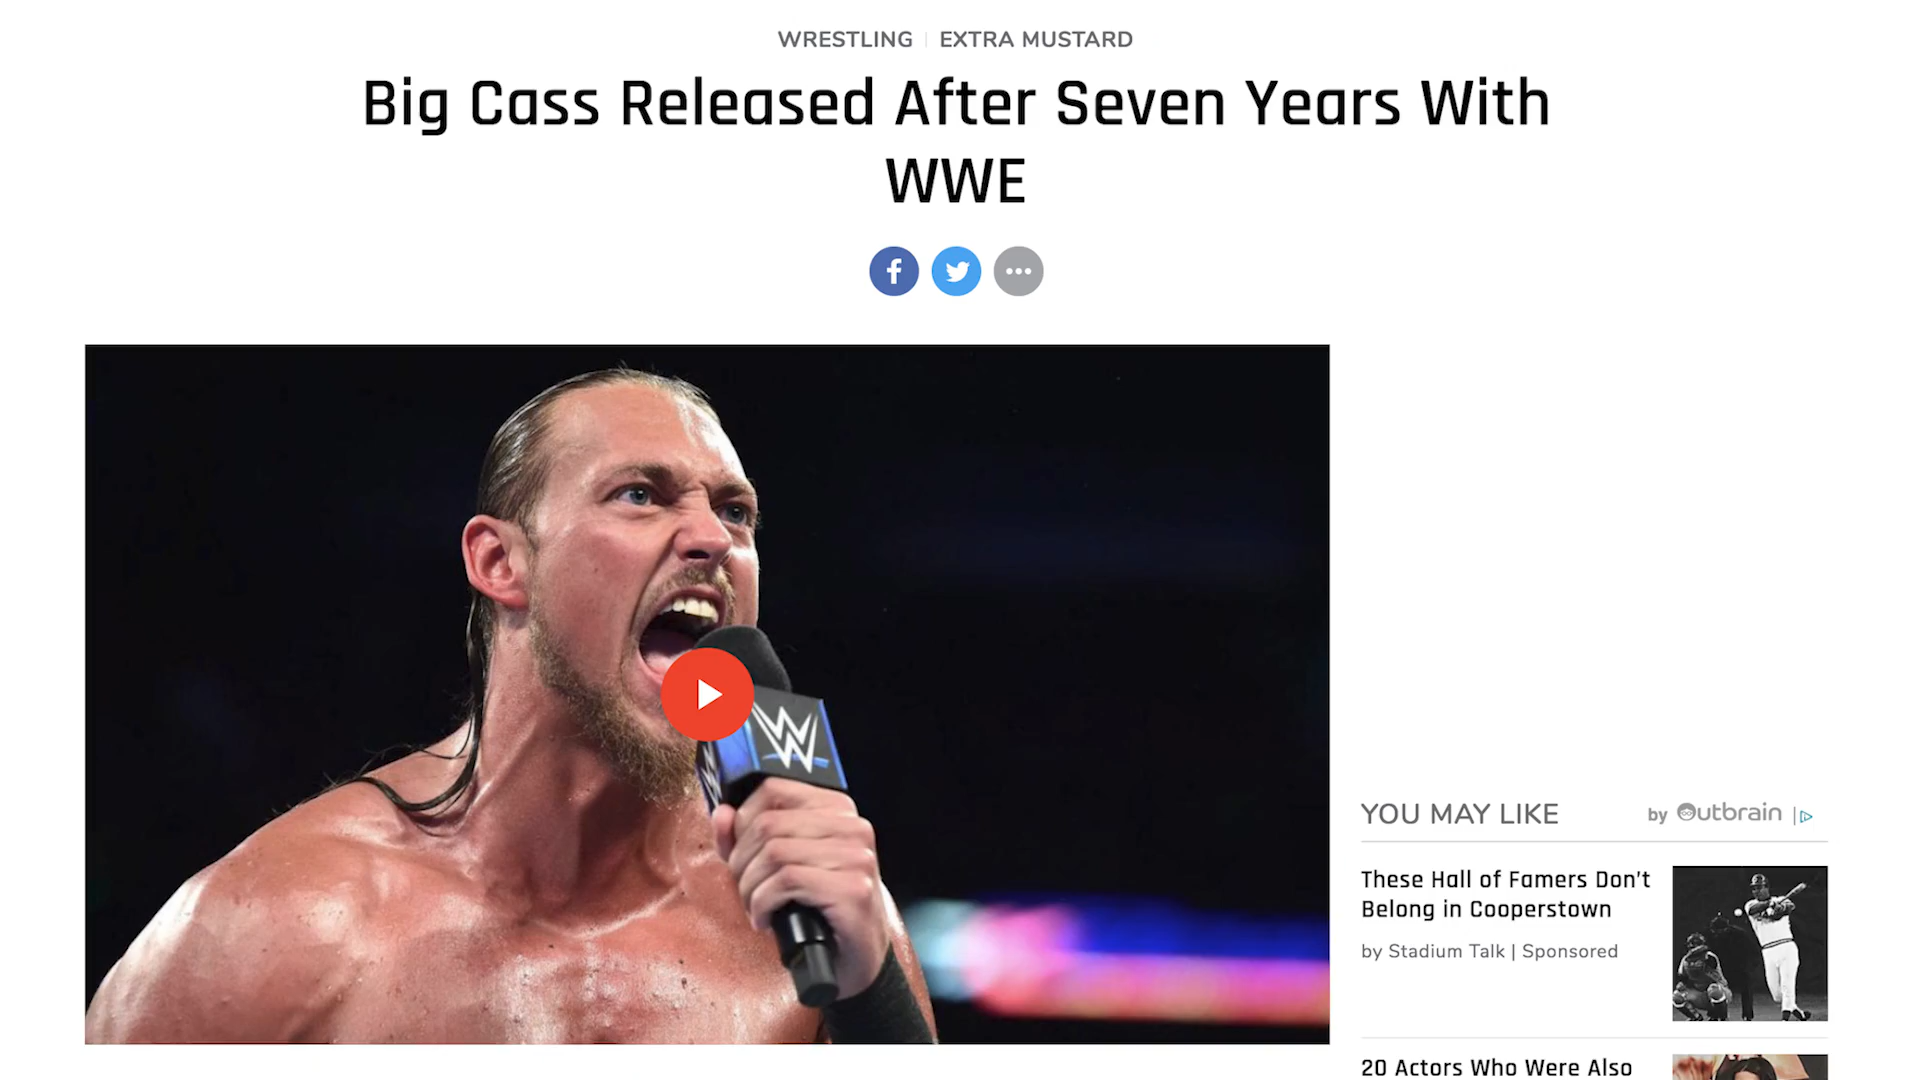 WRESTLING | EXTRA MUSTARD
Big Cass Released After Seven Years With
WWE
W
YOU MAY LIKE
by Outbrain
These Hall of Famers Don't
Belong in Cooperstown
by Stadium Talk | Sponsored
20 Actors Who Were Also